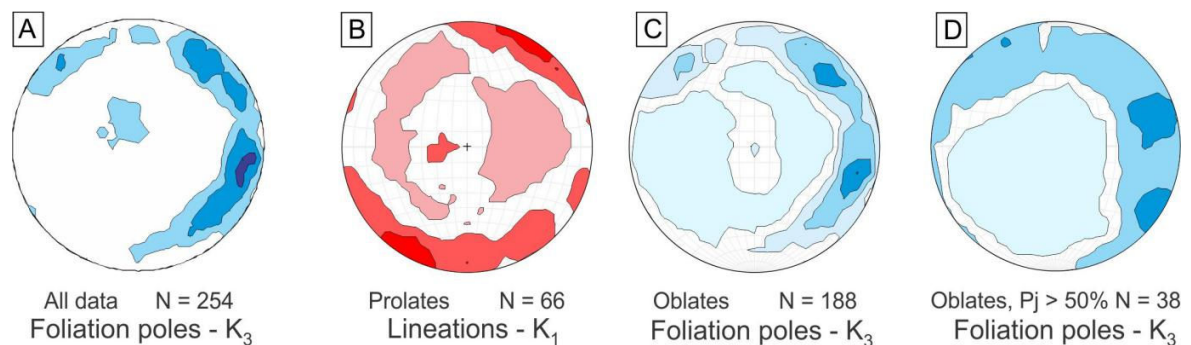 A
B
C
D
All data N = 254
Foliation poles - K₃
Prolates N = 66
Lineations - K₁
Oblates N = 188
Foliation poles - K₃
Oblates, Pj > 50% N = 38
Foliation poles - K₃